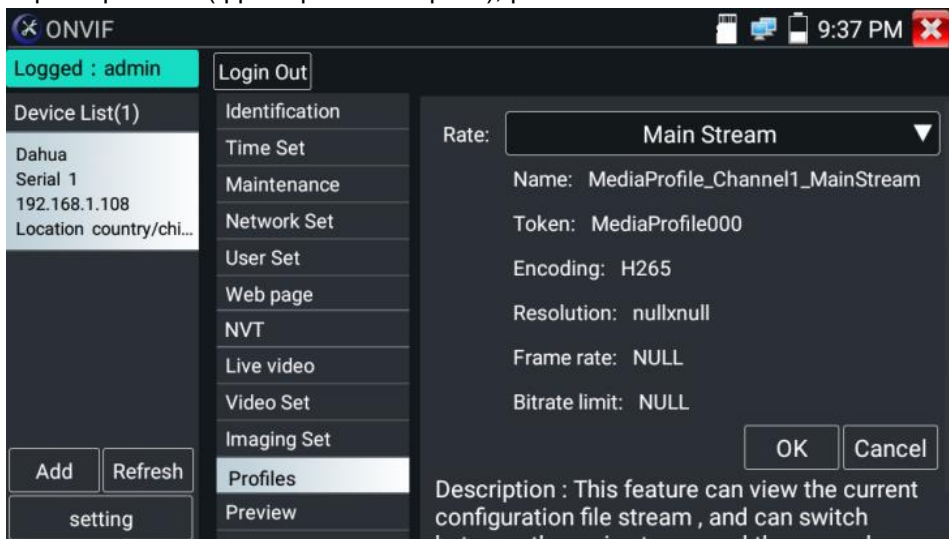 ONVIF
9:37 PM
Logged : admin
Login Out
Device List(1)
Dahua
Serial 1
192.168.1.108
Location country/chi...
Add
Refresh
setting
Identification
Time Set
Maintenance
Network Set
User Set
Web page
NVT
Live video
Video Set
Imaging Set
Profiles
Preview
Rate: Main Stream
Name: MediaProfile_Channel1_MainStream
Token: MediaProfile000
Encoding: H265
Resolution: nullxnull
Frame rate: NULL
Bitrate limit: NULL
OK
Cancel
Description : This feature can view the current
configuration file stream , and can switch